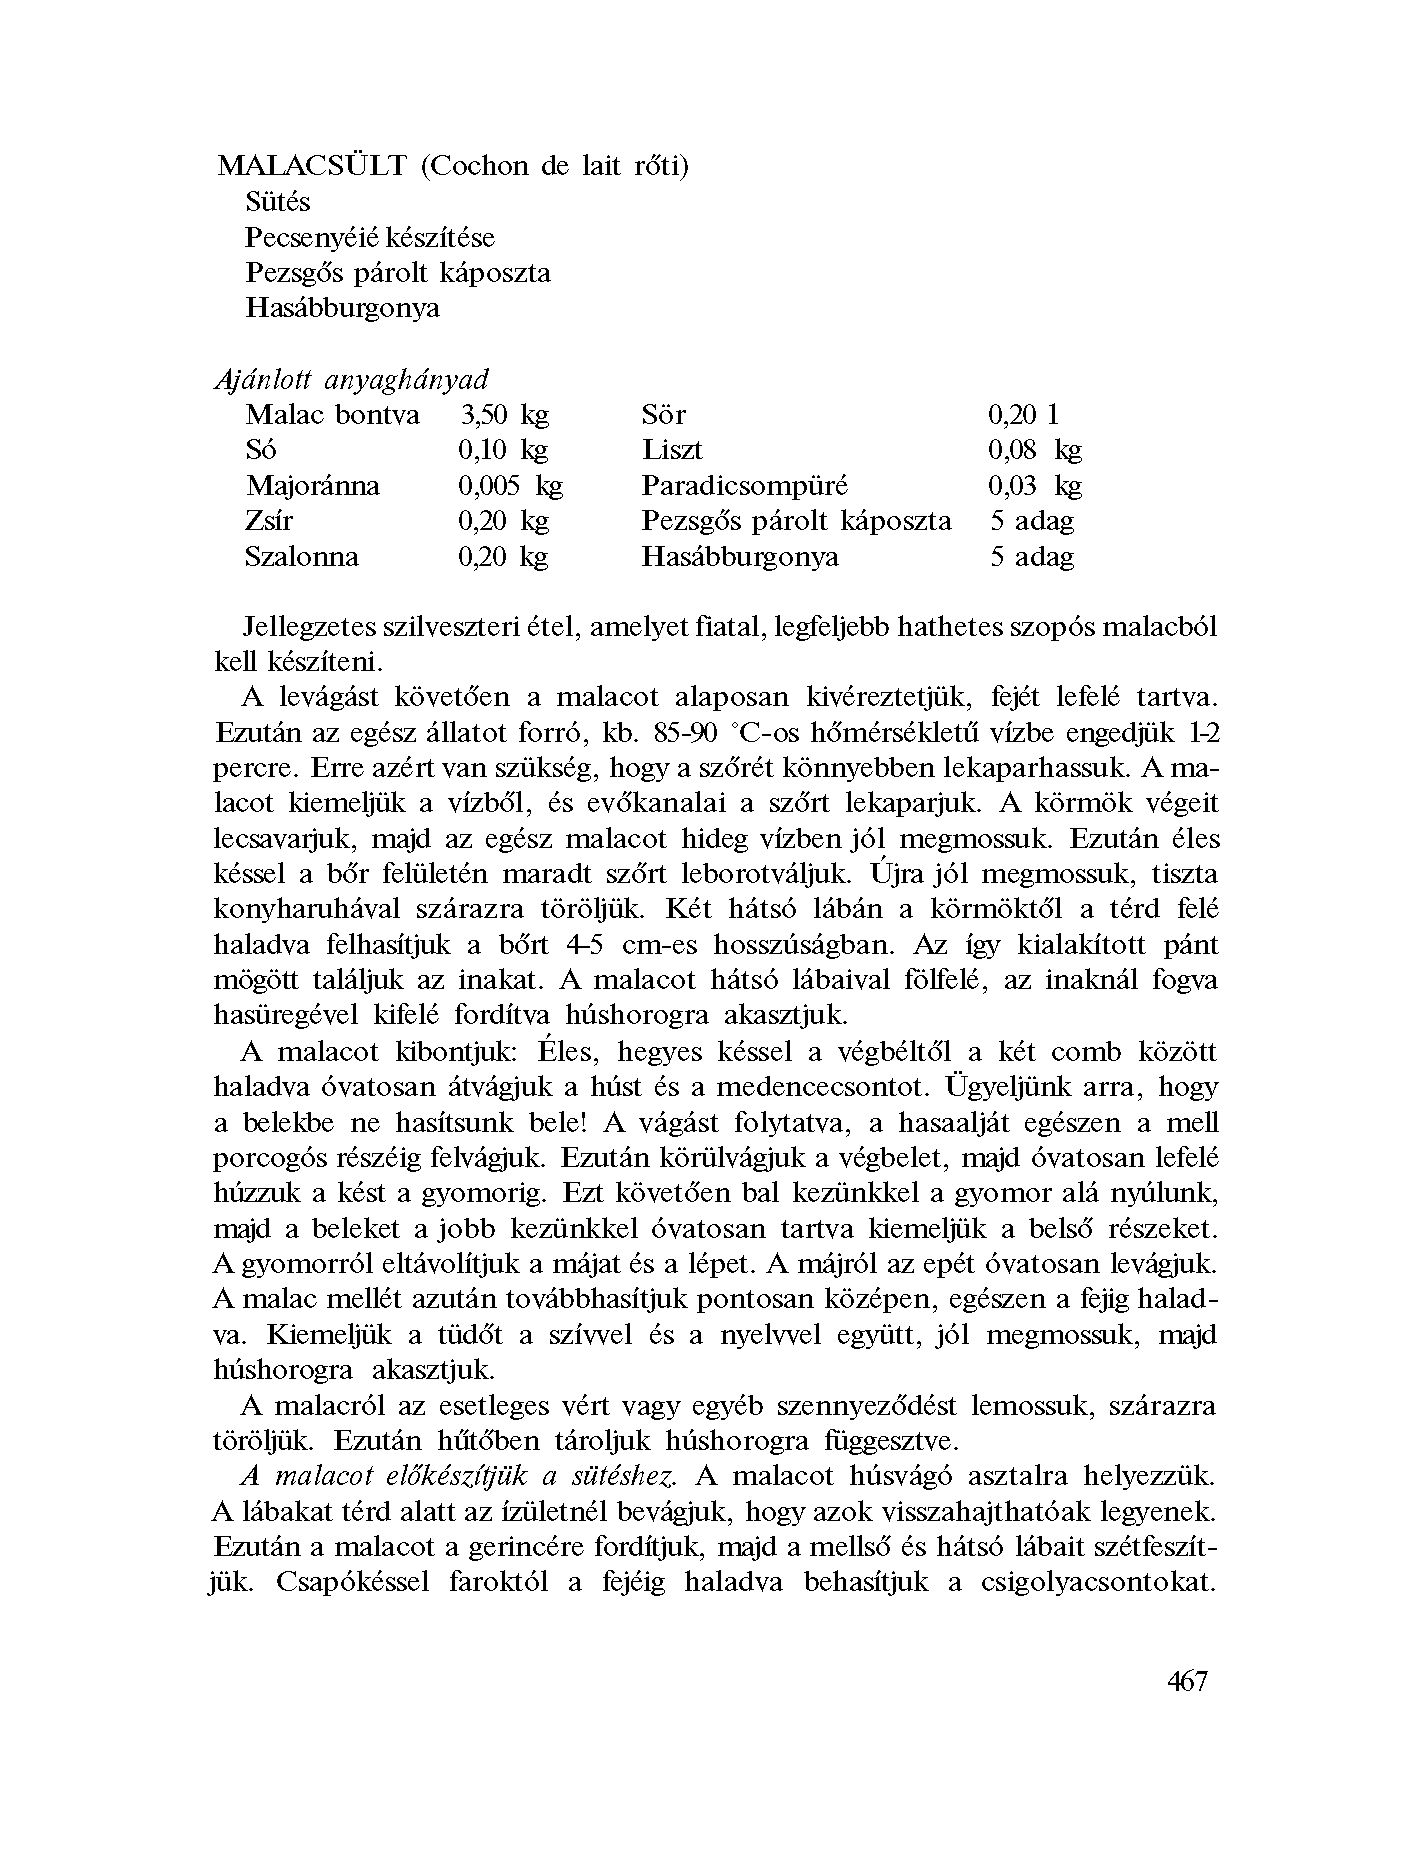 MALACSÜLT (Cochon de lait rőti)
Sütés
Pecsenyéié készítése
Pezsgős párolt káposzta
Hasábburgonya
Ajánlott anyaghányad
Malac bontva 3,50 kg Sör 0,20 l
Só 0,10 kg Liszt 0,08 kg
Majoránna 0,005 kg Paradicsompüré 0,03 kg
Zsír 0,20 kg Pezsgős párolt káposzta 5 adag
Szalonna 0,20 kg Hasábburgonya 5 adag
Jellegzetes szilveszteri étel, amelyet fiatal, legfeljebb hathetes szopós malacból
kell készíteni.
A levágást követően a malacot alaposan kivéreztetjük, fejét lefelé tartva.
Ezután az egész állatot forró, kb. 85-90 ˚C-os hőmérsékletű vízbe engedjük 1-2
percre. Erre azért van szükség, hogy a szőrét könnyebben lekaparhassuk. A ma-
lacot kiemeljük a vízből, és evőkanalai a szőrt lekaparjuk. A körmök végeit
lecsavarjuk, majd az egész malacot hideg vízben jól megmossuk. Ezután éles
késsel a bőr felületén maradt szőrt leborotváljuk. Újra jól megmossuk, tiszta
konyharuhával szárazra töröljük. Két hátsó lábán a körmöktől a térd felé
haladva felhasítjuk a bőrt 4-5 cm-es hosszúságban. Az így kialakított pánt
mögött találjuk az inakat. A malacot hátsó lábaival fölfelé, az inaknál fogva
hasüregével kifelé fordítva húshorogra akasztjuk.
A malacot kibontjuk: Éles, hegyes késsel a végbéltől a két comb között
haladva óvatosan átvágjuk a húst és a medencecsontot. Ügyeljünk arra, hogy
a belekbe ne hasítsunk bele! A vágást folytatva, a hasaalját egészen a mell
porcogós részéig felvágjuk. Ezután körülvágjuk a végbelet, majd óvatosan lefelé
húzzuk a kést a gyomorig. Ezt követően bal kezünkkel a gyomor alá nyúlunk,
majd a beleket a jobb kezünkkel óvatosan tartva kiemeljük a belső részeket.
A gyomorról eltávolítjuk a májat és a lépet. A májról az epét óvatosan levágjuk.
A malac mellét azután továbbhasítjuk pontosan középen, egészen a fejig halad-
va. Kiemeljük a tüdőt a szívvel és a nyelvvel együtt, jól megmossuk, majd
húshorogra akasztjuk.
A malacról az esetleges vért vagy egyéb szennyeződést lemossuk, szárazra
töröljük. Ezután hűtőben tároljuk húshorogra függesztve.
A malacot előkészítjük a sütéshez. A malacot húsvágó asztalra helyezzük.
A lábakat térd alatt az ízületnél bevágjuk, hogy azok visszahajthatóak legyenek.
Ezután a malacot a gerincére fordítjuk, majd a mellső és hátsó lábait szétfeszít-
jük. Csapókéssel faroktól a fejéig haladva behasítjuk a csigolyacsontokat.
467